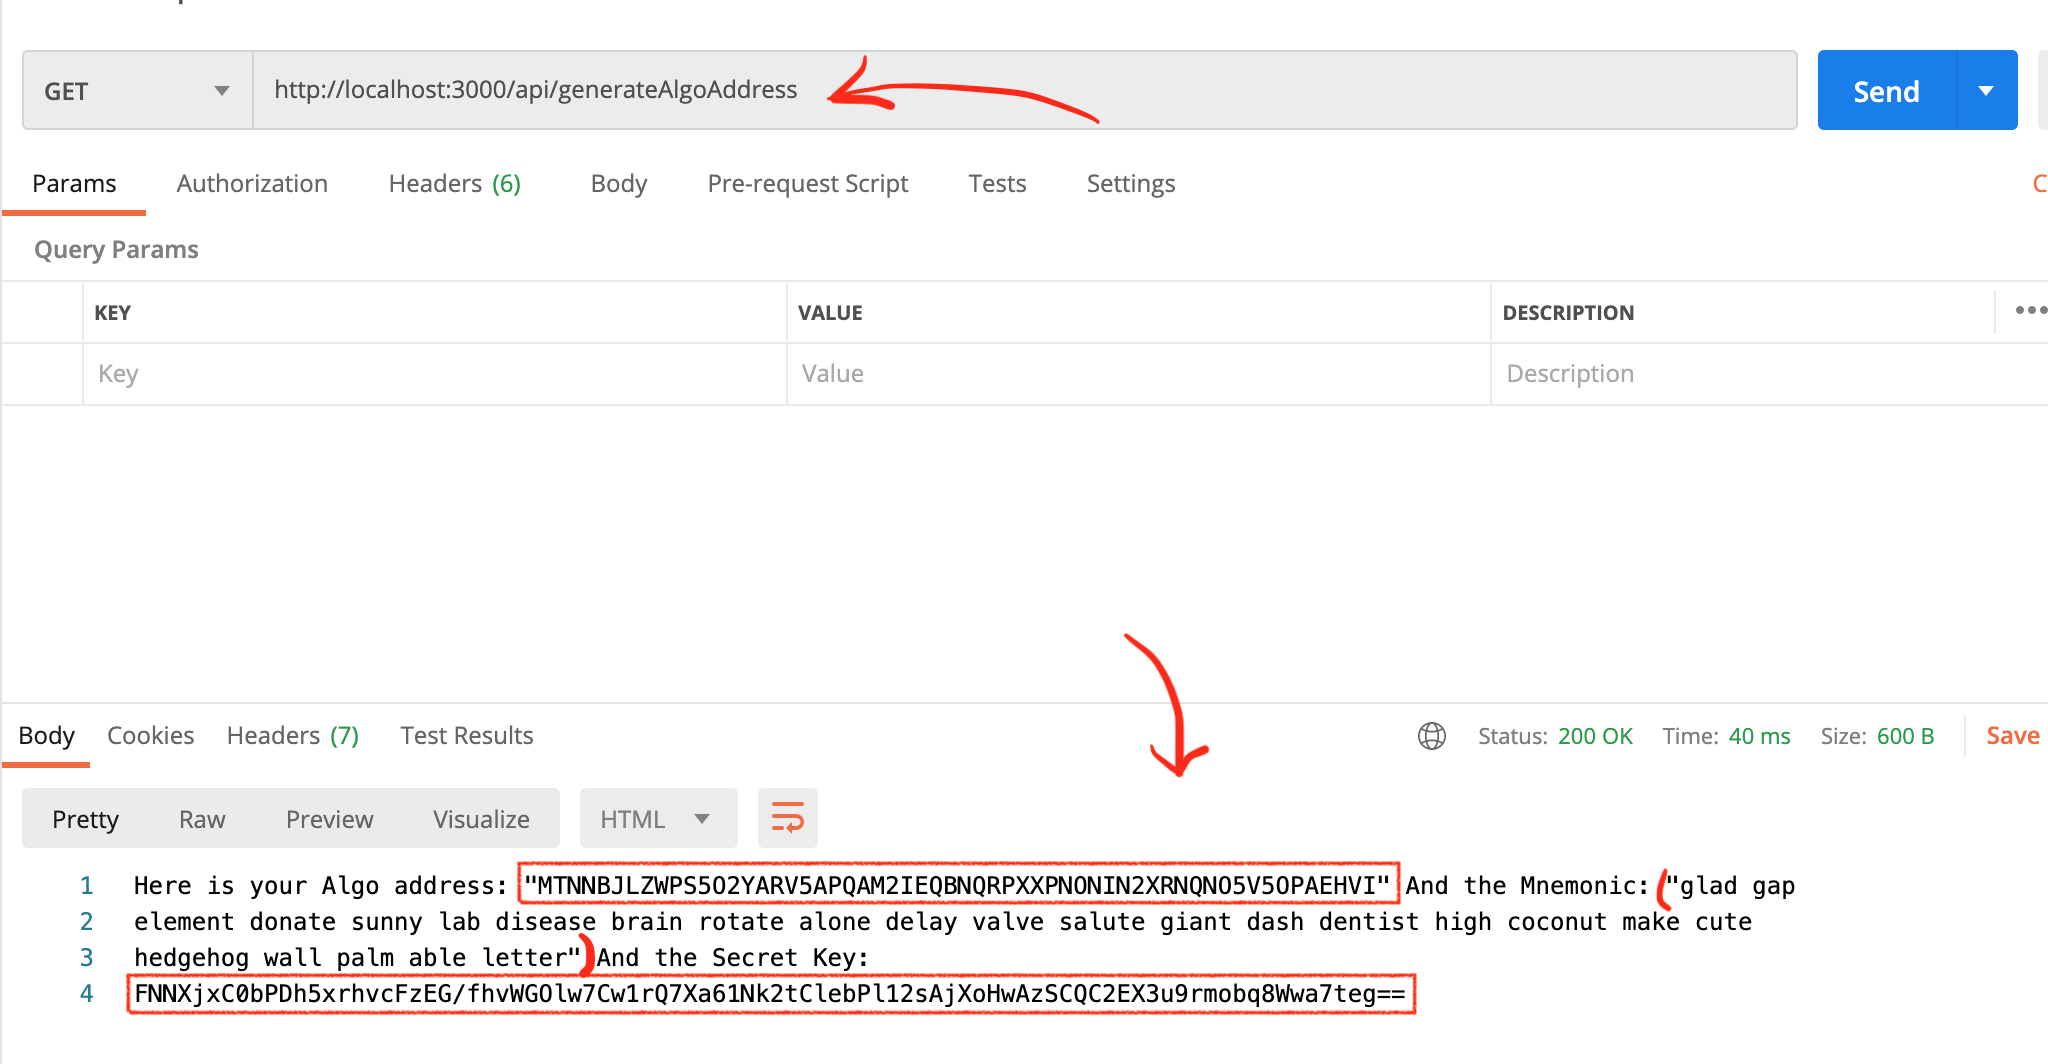 GET
http://localhost:3000/api/generateAlgoAddress
Send
Params Authorization Headers (6) Body Pre-request Script Tests Settings
Query Params
KEY VALUE DESCRIPTION
Key Value Description
Body Cookies Headers (7) Test Results Status: 200 OK Time: 40 ms Size: 600 B Save
Pretty Raw Preview Visualize HTML
1 Here is your Algo address: "MTNNBJLZWPS5O2YARV5APQAM2IEQBNQRPXXPNONIN2XRNQNO5V5OPAEHVI" And the Mnemonic: "glad gap
2 element donate sunny lab disease brain rotate alone delay valve salute giant dash dentist high coconut make cute
3 hedgehog wall palm able letter" And the Secret Key:
4 FNNXjxC0bPDh5xrhvcFzEG/fhvWGOlw7Cw1rQ7Xa61Nk2tClebPl12sAjXoHwAzSCQC2EX3u9rmobq8Wwa7teg==